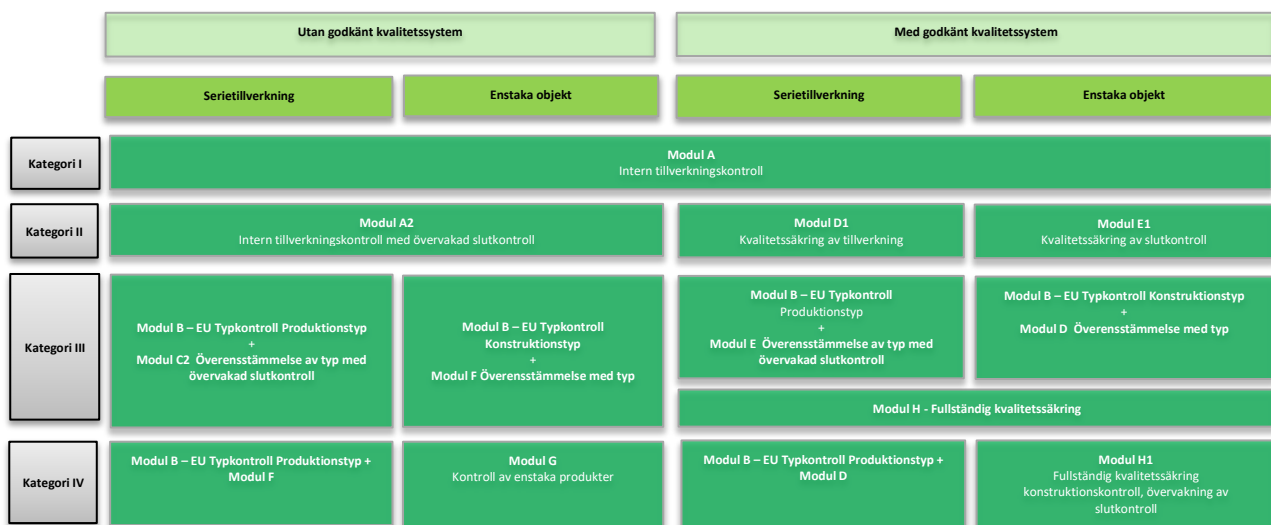 Utan godkänt kvalitetssystem
Med godkänt kvalitetssystem
Serietillverkning
Enstaka objekt
Serietillverkning
Enstaka objekt
Kategori I
Modul A
Intern tillverkningskontroll
Kategori II
Modul A2
Intern tillverkningskontroll med övervakad slutkontroll
Modul D1
Kvalitetssäkring av tillverkning
Modul E1
Kvalitetssäkring av slutkontroll
Kategori III
Modul B – EU Typkontroll Produktionstyp
+
Modul C2 Överensstämmelse av typ med
övervakad slutkontroll
Modul B – EU Typkontroll
Konstruktionstyp
+
Modul F Överensstämmelse med typ
Modul B – EU Typkontroll
Produktionstyp
+
Modul E Överensstämmelse av typ med
övervakad slutkontroll
Modul B – EU Typkontroll Konstruktionstyp
+
Modul D Överensstämmelse med typ
Modul H - Fullständig kvalitetssäkring
Kategori IV
Modul B – EU Typkontroll Produktionstyp +
Modul F
Modul G
Kontroll av enstaka produkter
Modul B – EU Typkontroll Produktionstyp +
Modul D
Modul H1
Fullständig kvalitetssäkring
konstruktionskontroll, övervakning av
slutkontroll